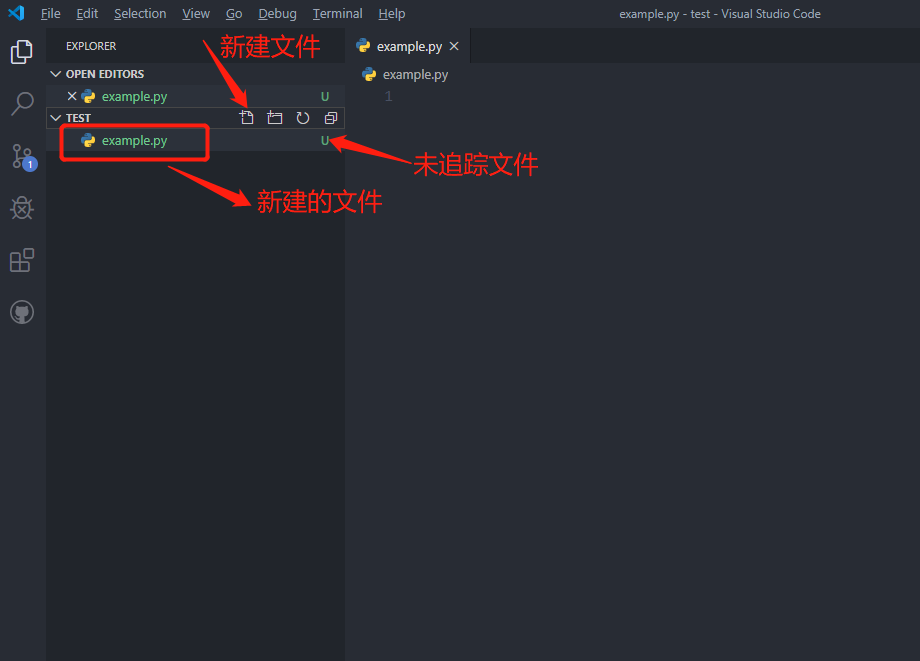 File Edit Selection View Go Debug Terminal Help example.py - test - Visual Studio Code
EXPLORER
新建文件
example.py
OPEN EDITORS
example.py
example.py U
1
TEST
example.py U
未追踪文件
1
新建的文件